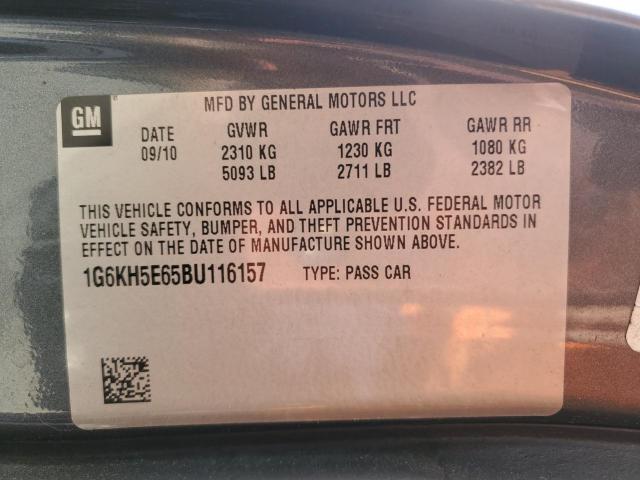 GM ®
MFD BY GENERAL MOTORS LLC
DATE GVWR GAWR FRT GAWR RR
09/10 2310 KG 1230 KG 1080 KG
5093 LB 2711 LB 2382 LB
THIS VEHICLE CONFORMS TO ALL APPLICABLE U.S. FEDERAL MOTOR
VEHICLE SAFETY, BUMPER, AND THEFT PREVENTION STANDARDS IN
EFFECT ON THE DATE OF MANUFACTURE SHOWN ABOVE.
1G6KH5E65BU116157 TYPE: PASS CAR